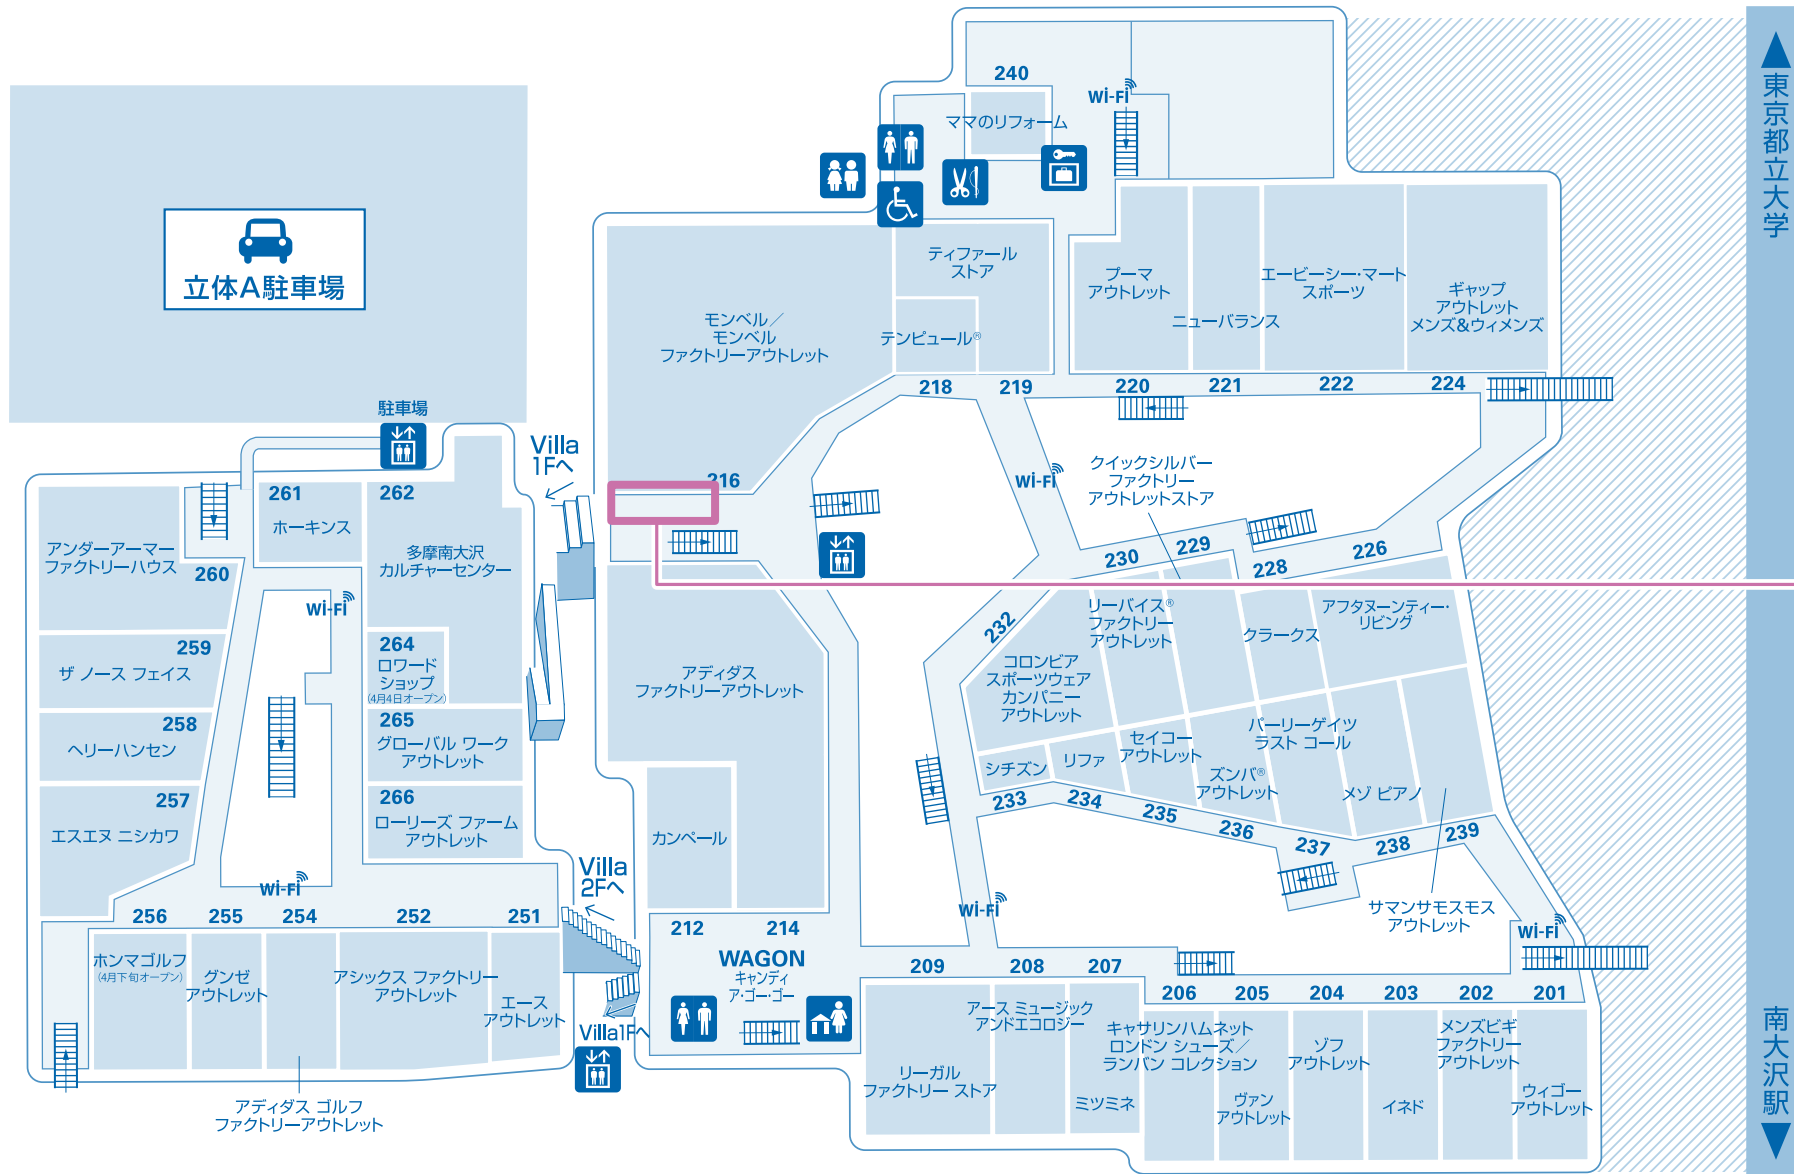 240
Wi-Fi
ママのリフォーム
東京都立大学
立体A駐車場
ティファール
ストア
テンピュール®
モンベル／
モンベル
ファクトリーアウトレット
プーマ
アウトレット
ニューバランス
エービーシー・マート
スポーツ
ギャップ
アウトレット
メンズ&ウィメンズ
218
219
220
221
222
224
駐車場
Villa
1Fへ
216
Wi-Fi
クイックシルバー
ファクトリー
アウトレットストア
261
ホーキンス
262
多摩南大沢
カルチャーセンター
アンダーアーマー
ファクトリーハウス
260
Wi-Fi
230
229
228
226
232
リーバイス®
ファクトリー
アウトレット
クラークス
アフタヌーンティー・
リビング
コロンビア
スポーツウェア
カンパニー
アウトレット
259
ザ ノース フェイス
264
ロワード
ショップ
(4月4日オープン)
アディダス
ファクトリーアウトレット
258
ヘリーハンセン
265
グローバル ワーク
アウトレット
シチズン
リファ
セイコー
アウトレット
ズンバ®
アウトレット
パーリーゲイツ
ラスト コール
メゾ ピアノ
257
エスエヌ ニシカワ
266
ローリーズ ファーム
アウトレット
カンペール
233
234
235
236
237
238
239
Wi-Fi
Villa
2Fへ
サマンサモスモス
アウトレット
Wi-Fi
Wi-Fi
256
255
254
252
251
212
214
WAGON
キャンディ
ア・ゴー・ゴー
ホンマゴルフ
(4月下旬オープン)
グンゼ
アウトレット
アシックス ファクトリー
アウトレット
エース
アウトレット
Villa1Fへ
アディダス ゴルフ
ファクトリーアウトレット
209
208
207
206
205
204
203
202
201
リーガル
ファクトリー ストア
アース ミュージック
アンドエコロジー
ミツミネ
キャサリンハムネット
ロンドン シューズ／
ランバン コレクション
ヴァン
アウトレット
ゾフ
アウトレット
イネド
メンズビギ
ファクトリー
アウトレット
ウィゴー
アウトレット
南大沢駅